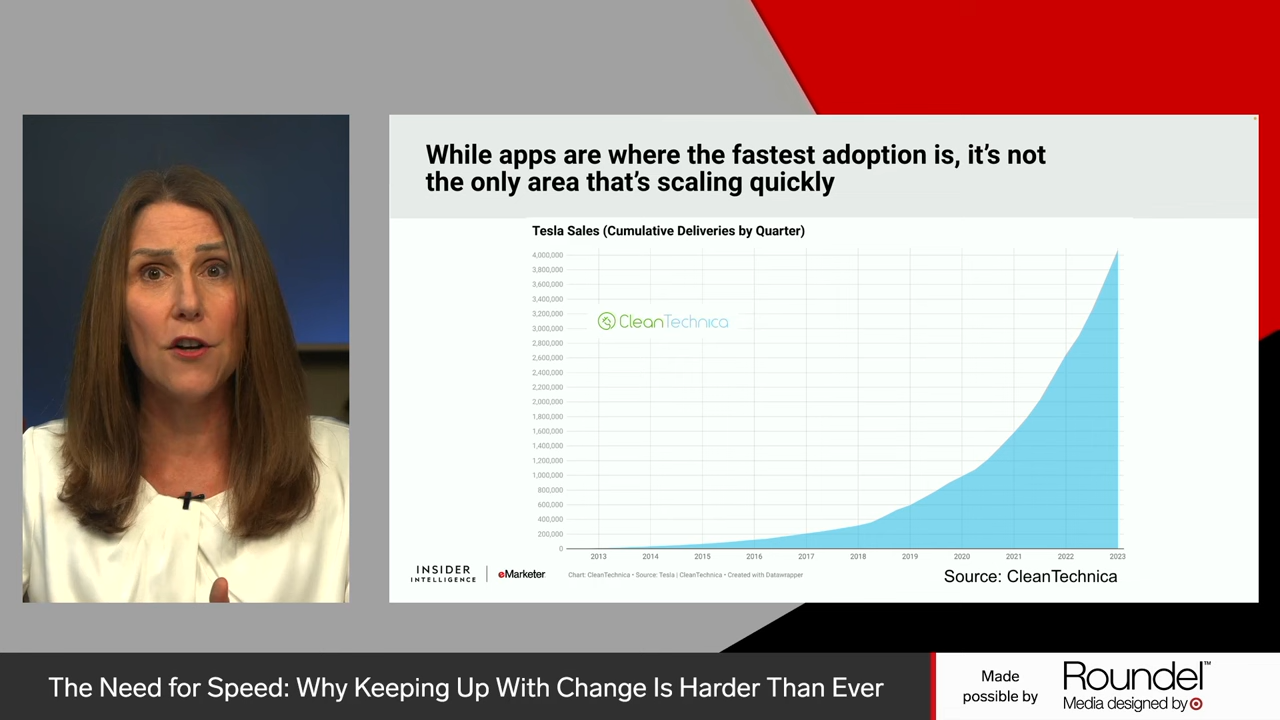 While apps are where the fastest adoption is, it's not
the only area that's scaling quickly
Tesla Sales (Cumulative Deliveries by Quarter)
4,000,000
3,800,000
3,600,000
3,400,000
3,200,000
3,000,000
2,800,000
2,600,000
2,400,000
2,200,000
2,000,000
1,800,000
1,600,000
1,400,000
1,200,000
1,000,000
800,000
600,000
400,000
200,000
0
CleanTechnica
2013 2014 2015 2016 2017 2018 2019 2020 2021 2022 2023
INSIDER
INTELLIGENCE
eMarketer
Chart: CleanTechnica • Source: Tesla | CleanTechnica • Created with Datawrapper
Source: CleanTechnica
The Need for Speed: Why Keeping Up With Change Is Harder Than Ever
Made
possible by
Roundel™
Media designed by